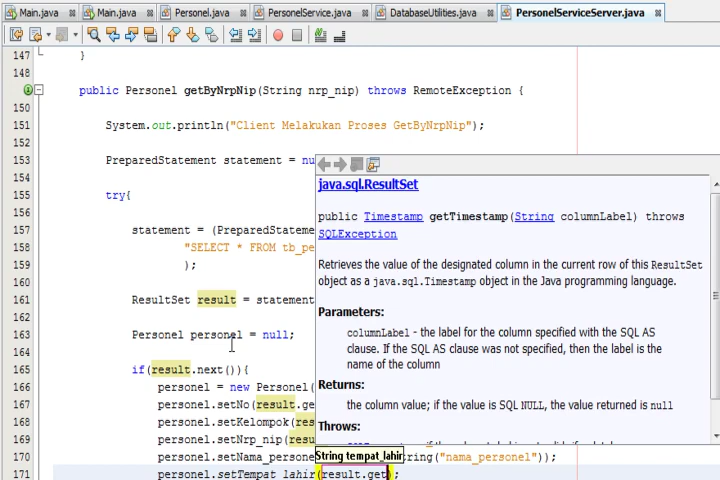 Main.java Main.java Personel.java PersonelService.java DatabaseUtilities.java PersonelServiceServer.java
147 }
148
public Personel getByNrpNip(String nrp_nip) throws RemoteException {
150
151 System.out.println("Client Melakukan Proses GetByNrpNip");
152
153 PreparedStatement statement = nu
154
155 try{
156
157 statement = (PreparedStateme
158 "SELECT * FROM tb_pe
159 );
160
161 ResultSet result = statement
162
163 Personel personel = null;
164
165 if(result.next()){
166 personel = new Personel(
167 personel.setNo(result.ge
168 personel.setKelompok(res
169 personel.setNrp_nip(resu
170 personel.setNama_persone
tring("nama_personel"));
171 personel.setTempat_lahir(result.get);
java.sql.ResultSet
public Timestamp getTimestamp(String columnLabel) throws
SQLException
Retrieves the value of the designated column in the current row of this ResultSet
object as a java.sql.Timestamp object in the Java programming language.
Parameters:
columnLabel - the label for the column specified with the SQL AS
clause. If the SQL AS clause was not specified, then the label is the
name of the column
Returns:
the column value; if the value is SQL NULL, the value returned is null
Throws:
String tempat_lahir